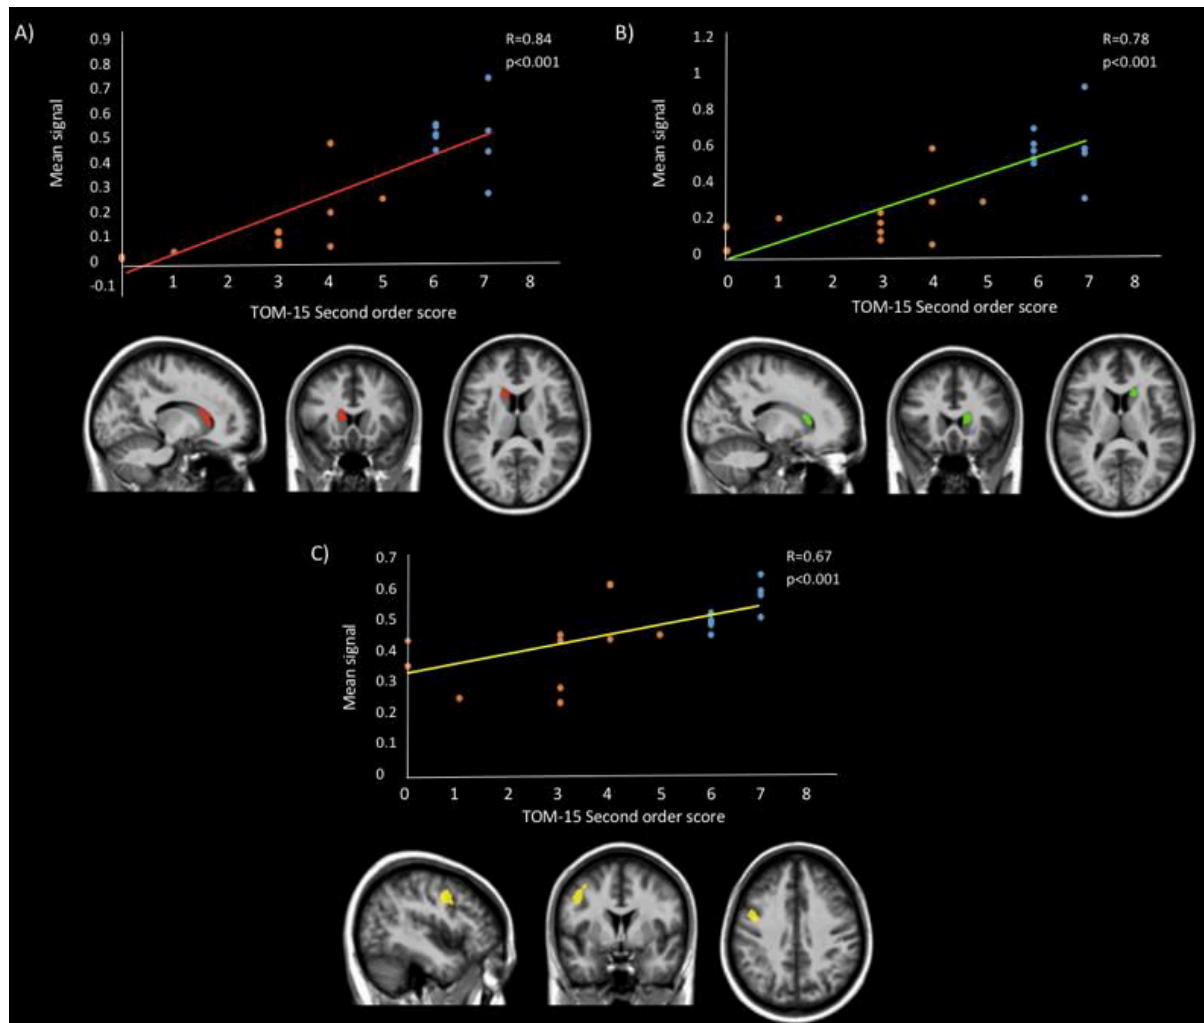 A)
R=0.84
p<0.001
Mean signal
0.9
0.8
0.7
0.6
0.5
0.4
0.3
0.2
0.1
0
-0.1
1 2 3 4 5 6 7 8
TOM-15 Second order score
B)
R=0.78
p<0.001
Mean signal
1.2
1
0.8
0.6
0.4
0.2
0
0 1 2 3 4 5 6 7 8
TOM-15 Second order score
C)
R=0.67
p<0.001
Mean signal
0.7
0.6
0.5
0.4
0.3
0.2
0.1
0
0 1 2 3 4 5 6 7 8
TOM-15 Second order score